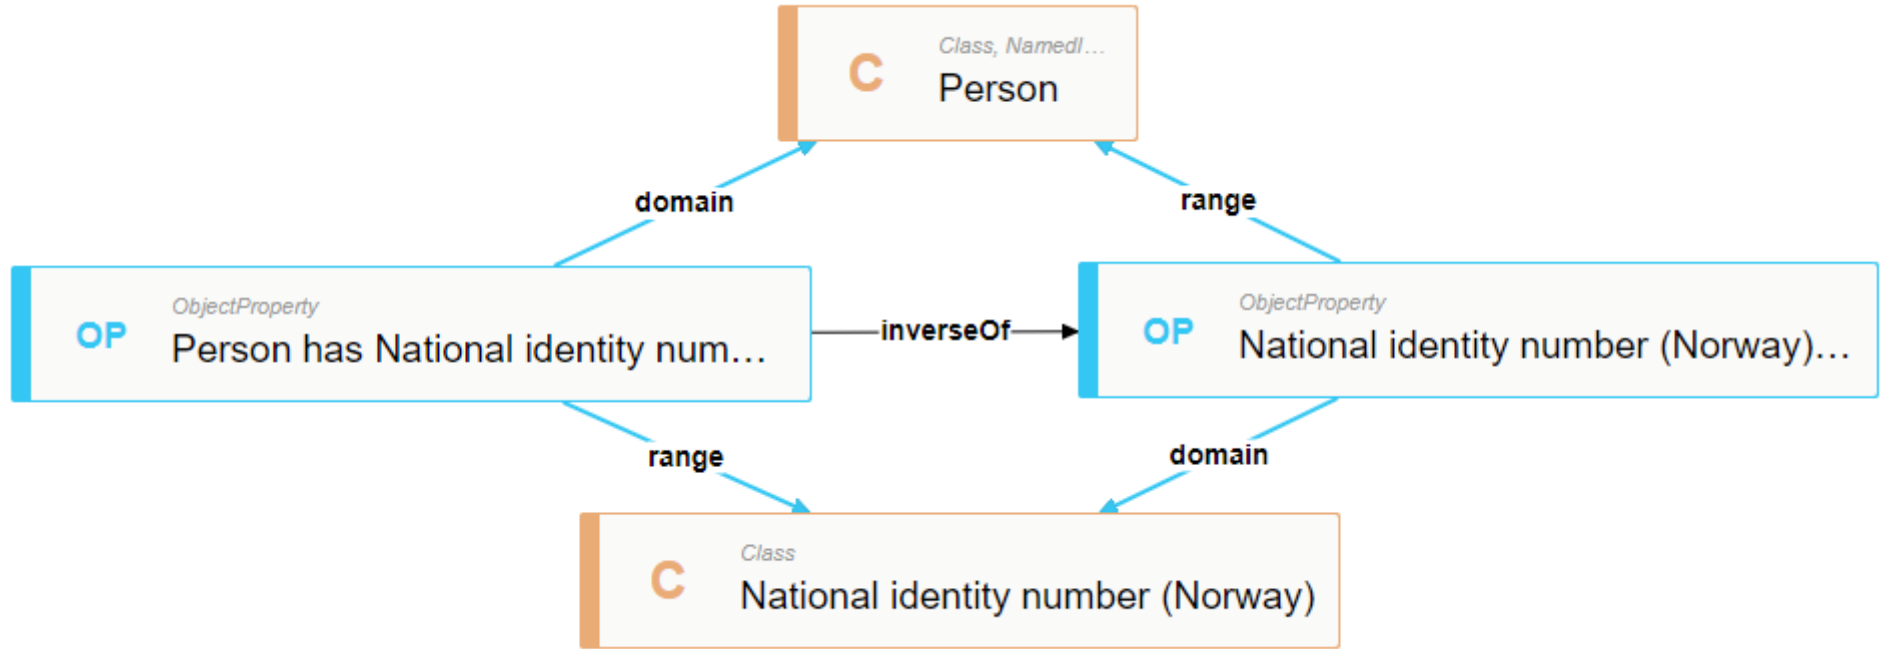 Class, NamedI...
C
Person
domain
range
ObjectProperty
OP
Person has National identity num...
inverseOf
ObjectProperty
OP
National identity number (Norway)...
range
domain
Class
C
National identity number (Norway)